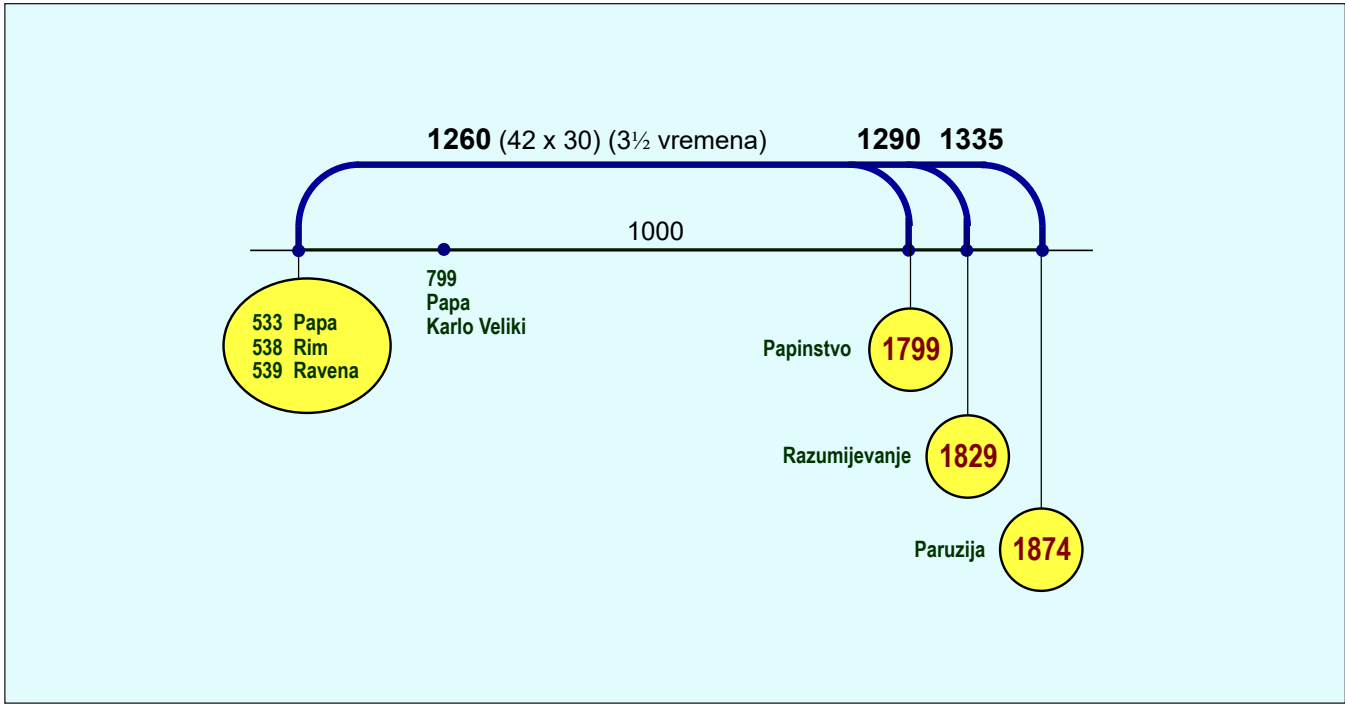 1260 (42 x 30) (3½ vremena) 1290 1335
1000
799
Papa
Karlo Veliki
533 Papa
538 Rim
539 Ravena
Papinstvo 1799
Razumijevanje 1829
Paruzija 1874